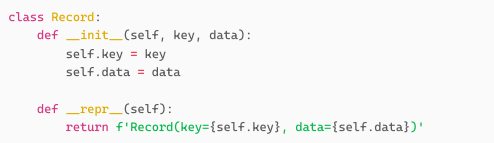 class Record:
    def __init__(self, key, data):
        self.key = key
        self.data = data

    def __repr__(self):
        return f'Record(key={self.key}, data={self.data})'